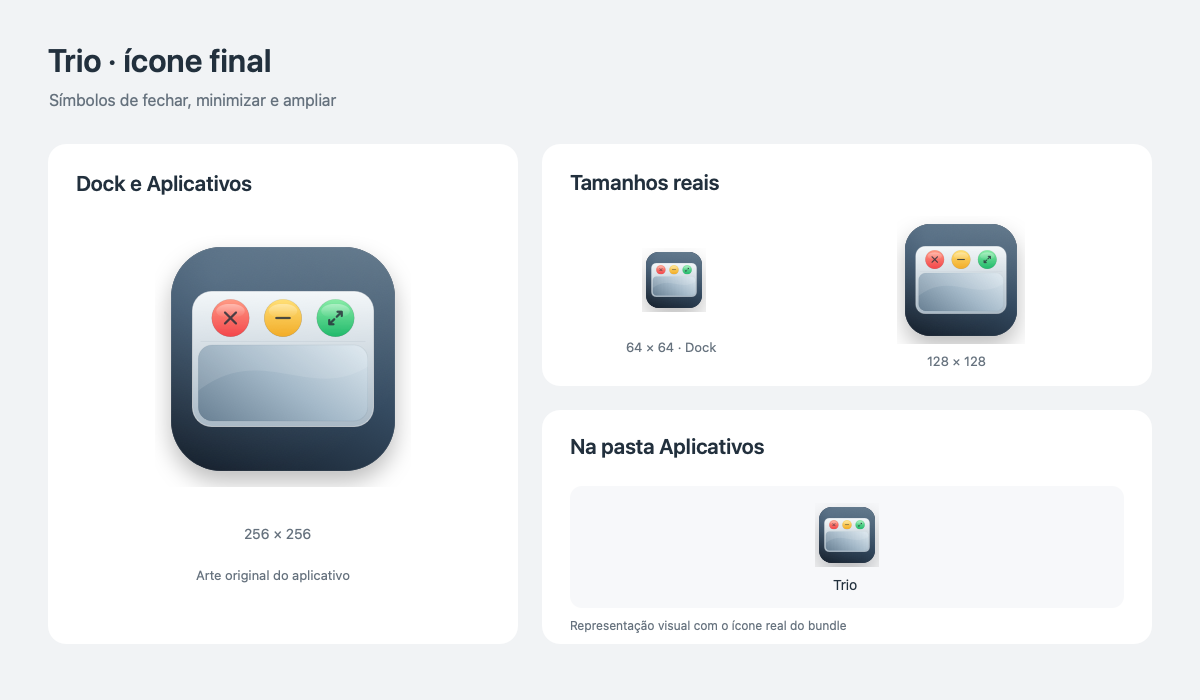 Trio · ícone final
Símbolos de fechar, minimizar e ampliar
Dock e Aplicativos
256 × 256
Arte original do aplicativo
Tamanhos reais
64 × 64 · Dock
128 × 128
Na pasta Aplicativos
Trio
Representação visual com o ícone real do bundle